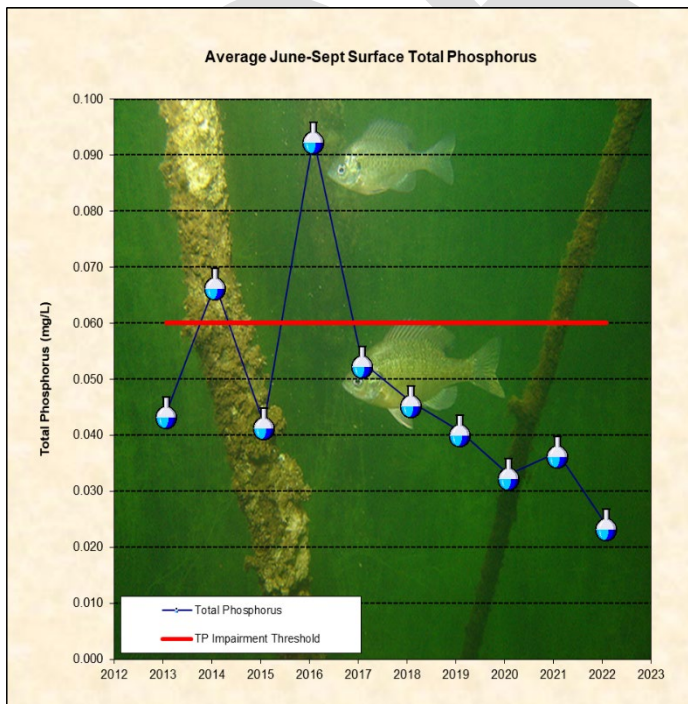 Average June-Sept Surface Total Phosphorus
Total Phosphorus (mg/L)
0.100
0.090
0.080
0.070
0.060
0.050
0.040
0.030
0.020
0.010
0.000
Total Phosphorus
TP Impairment Threshold
2012 2013 2014 2015 2016 2017 2018 2019 2020 2021 2022 2023